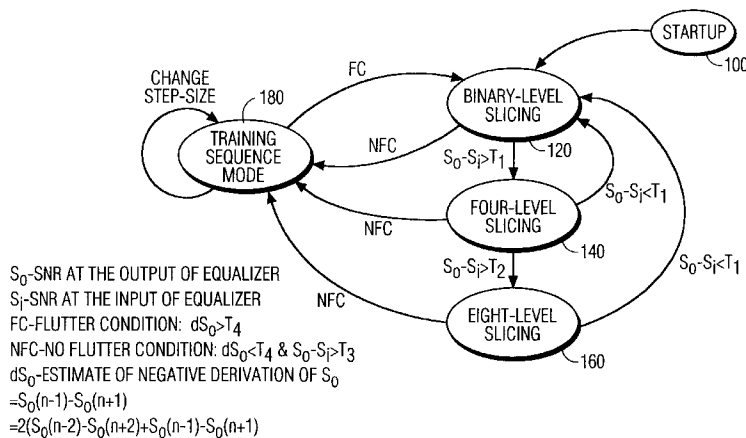 STARTUP
100
CHANGE
STEP-SIZE
180
FC
TRAINING
SEQUENCE
MODE
BINARY-LEVEL
SLICING
120
NFC
S₀-Sᵢ>T₁
FOUR-LEVEL
SLICING
140
S₀-Sᵢ<T₁
NFC
S₀-Sᵢ>T₂
S₀-Sᵢ<T₁
NFC
EIGHT-LEVEL
SLICING
160
S₀-SNR AT THE OUTPUT OF EQUALIZER
Sᵢ-SNR AT THE INPUT OF EQUALIZER
FC-FLUTTER CONDITION: dS₀>T₄
NFC-NO FLUTTER CONDITION: dS₀<T₄ & S₀-Sᵢ>T₃
dS₀-ESTIMATE OF NEGATIVE DERIVATION OF S₀
=S₀(n-1)-S₀(n+1)
=2(S₀(n-2)-S₀(n+2)+S₀(n-1)-S₀(n+1)